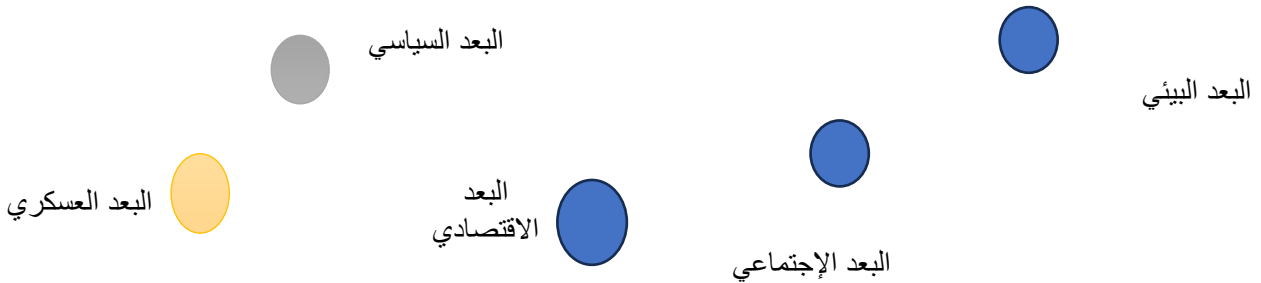 البعد السياسي
البعد البيئي
البعد العسكري
البعد
الاقتصادي
البعد الإجتماعي